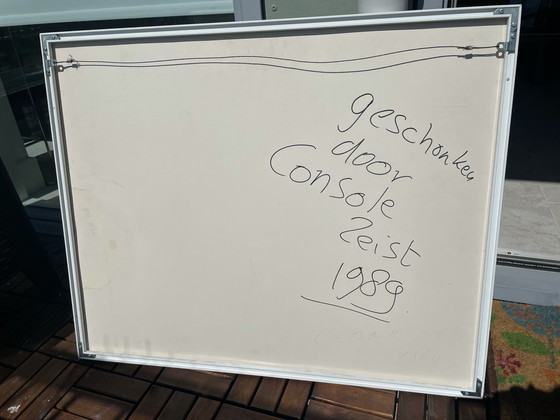 geschonken
door
Console
Zeist
1989.